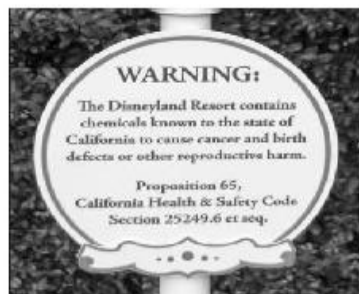 WARNING:
The Disneyland Resort contains
chemicals known to the state of
California to cause cancer and birth
defects or other reproductive harm.
Proposition 65,
California Health & Safety Code
Section 25249.6 et seq.